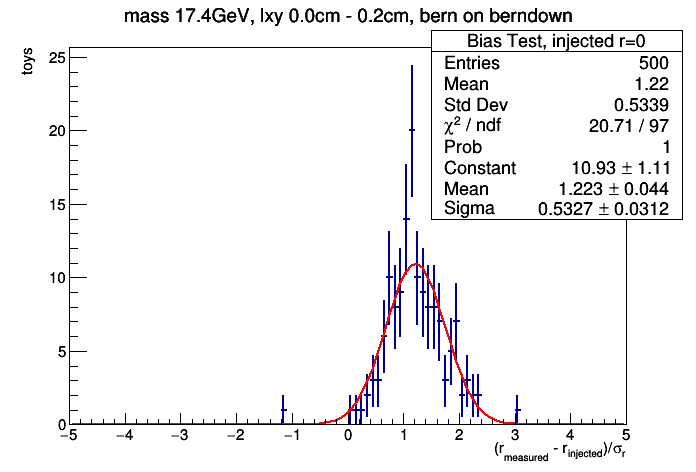 mass 17.4GeV, lxy 0.0cm - 0.2cm, bern on berndown
toys
Bias Test, injected r=0
Entries 500
Mean 1.22
Std Dev 0.5339
χ² / ndf 20.71 / 97
Prob 1
Constant 10.93 ± 1.11
Mean 1.223 ± 0.044
Sigma 0.5327 ± 0.0312
25
20
15
10
5
0
−5 −4 −3 −2 −1 0 1 2 3 4 5
(r_measured - r_injected)/σ_r